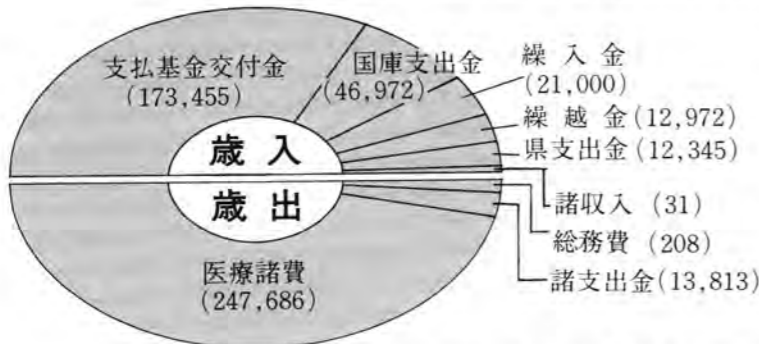 支払基金交付金
(173,455)
国庫支出金
(46,972)
繰入金
(21,000)
繰越金(12,972)
県支出金(12,345)
歳入
歳出
諸収入 (31)
総務費 (208)
諸支出金(13,813)
医療諸費
(247,686)